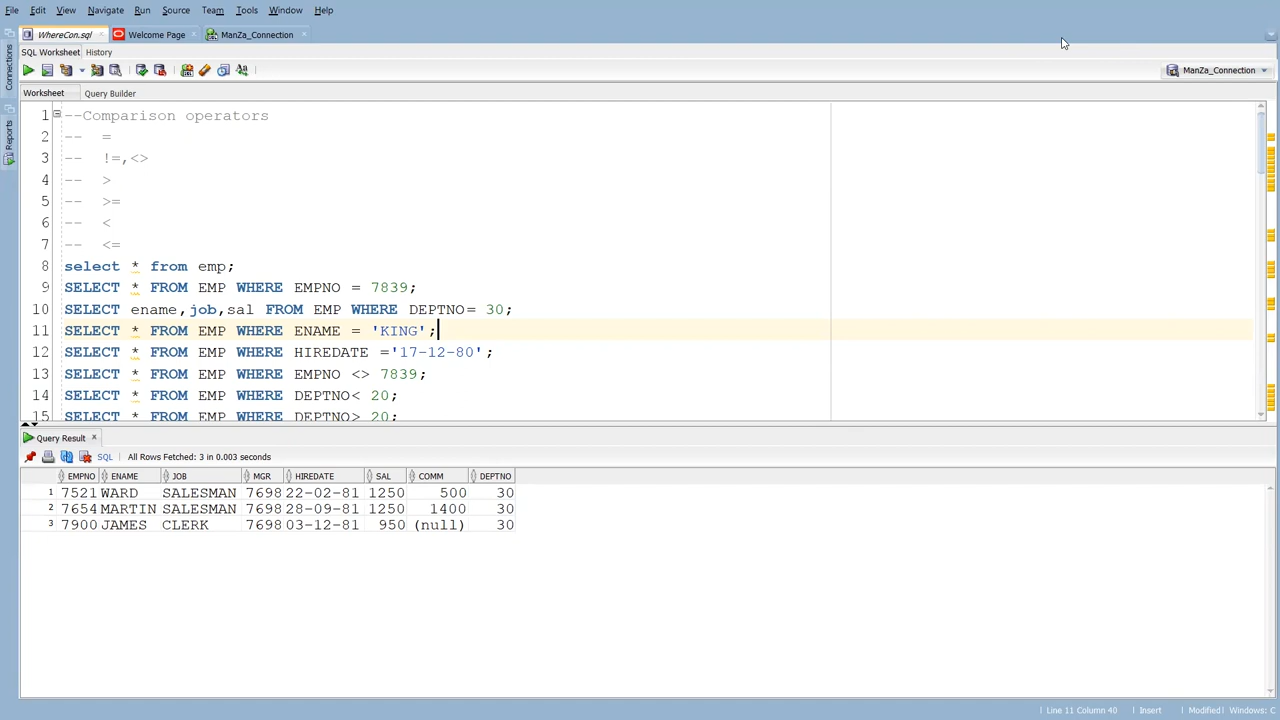 File Edit View Navigate Run Source Team Tools Window Help
WhereCon.sql Welcome Page ManZa_Connection
SQL Worksheet History
ManZa_Connection
Worksheet Query Builder
Connections
Reports
1 --Comparison operators
2 -- =
3 -- !=,<>
4 -- >
5 -- >=
6 -- <
7 -- <=
8 select * from emp;
9 SELECT * FROM EMP WHERE EMPNO = 7839;
10 SELECT ename,job,sal FROM EMP WHERE DEPTNO= 30;
11 SELECT * FROM EMP WHERE ENAME = 'KING';
12 SELECT * FROM EMP WHERE HIREDATE ='17-12-80';
13 SELECT * FROM EMP WHERE EMPNO <> 7839;
14 SELECT * FROM EMP WHERE DEPTNO< 20;
15 SELECT * FROM EMP WHERE DEPTNO> 20;
Query Result
SQL All Rows Fetched: 3 in 0.003 seconds
EMPNO ENAME JOB MGR HIREDATE SAL COMM DEPTNO
1 7521 WARD SALESMAN 7698 22-02-81 1250 500 30
2 7654 MARTIN SALESMAN 7698 28-09-81 1250 1400 30
3 7900 JAMES CLERK 7698 03-12-81 950 (null) 30
Line 11 Column 40 Insert Modified Windows: C